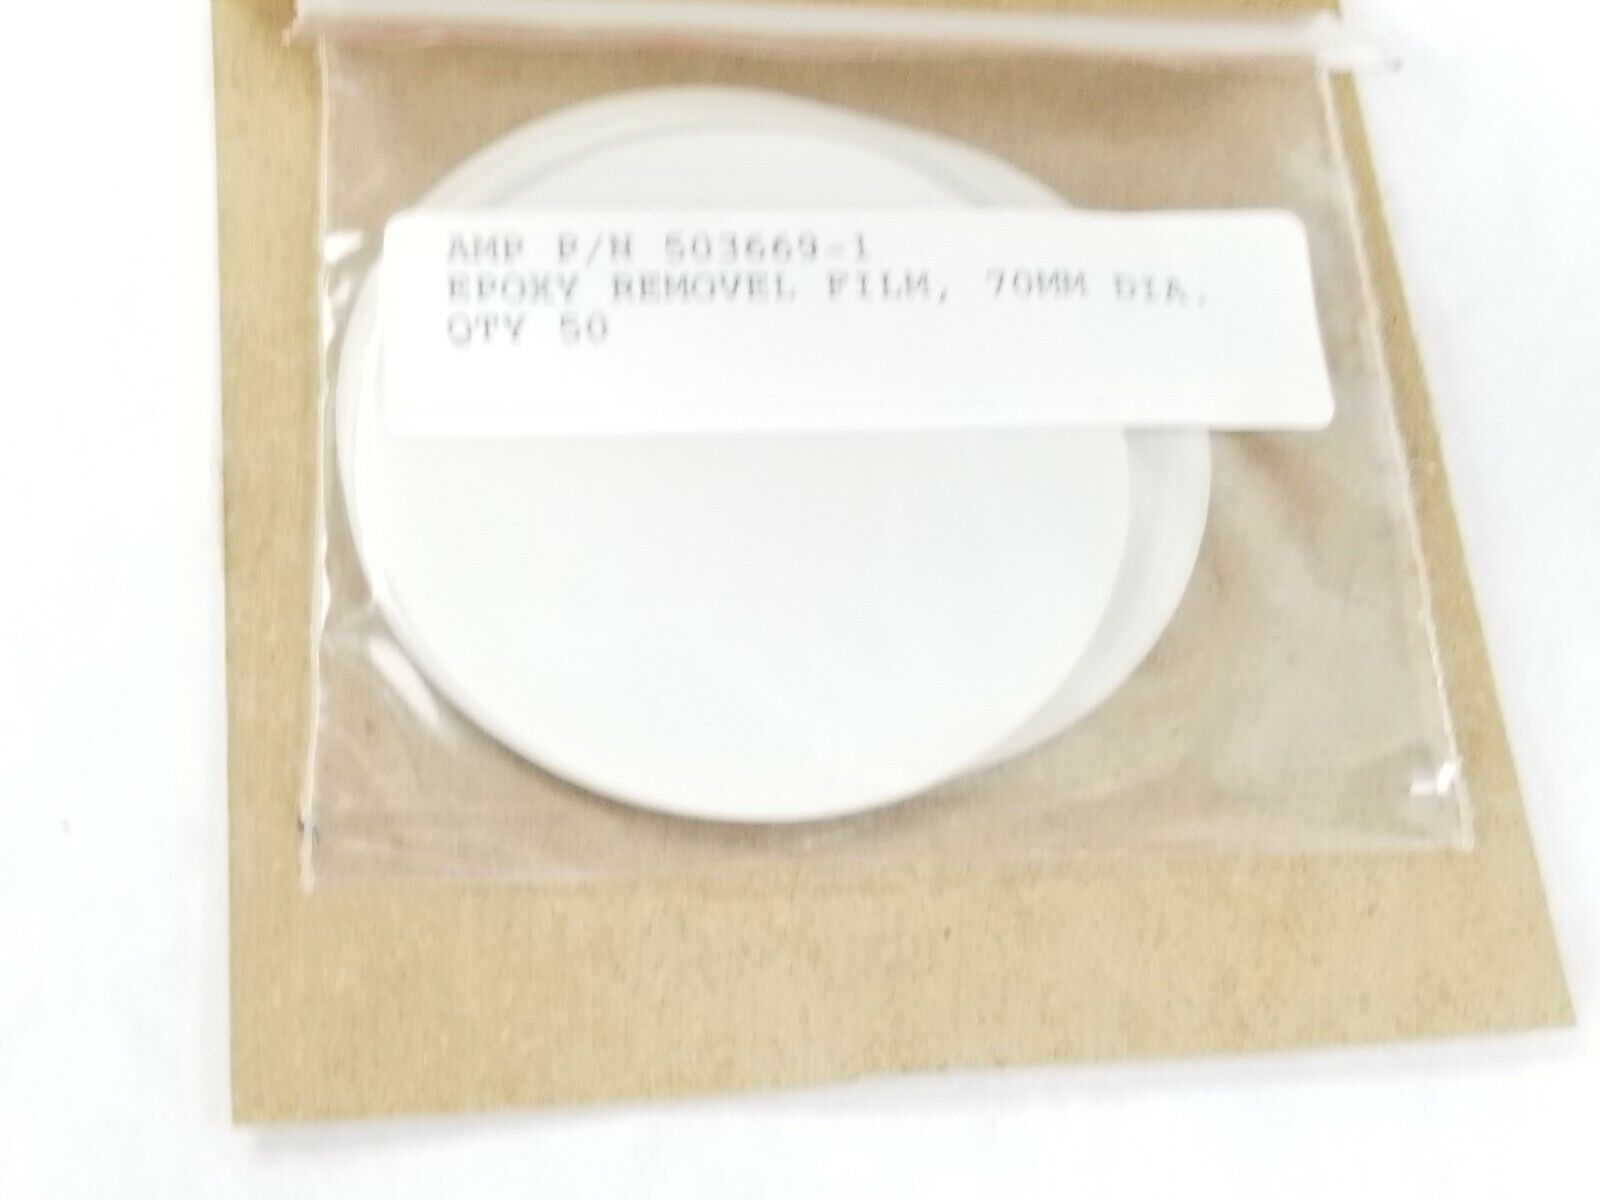 AMP P/N 503669-1
EPOXY REMOVEL FILM, 70MM DIA.
QTY 50